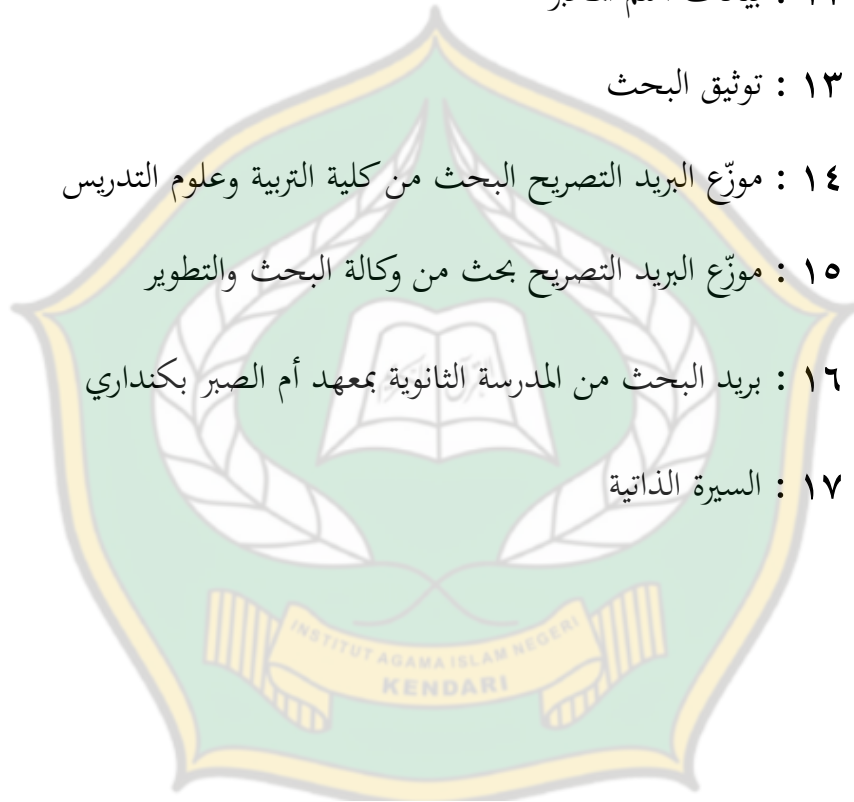 ١٣ : توثيق البحث
١٤ : موزّع البريد التصريح البحث من كلية التربية وعلوم التدريس
١٥ : موزّع البريد التصريح بحث من وكالة البحث والتطوير
١٦ : بريد البحث من المدرسة الثانوية بمعهد أم الصبر بكنداري
١٧ : السيرة الذاتية
INSTITUT AGAMA ISLAM NEGERI
KENDARI